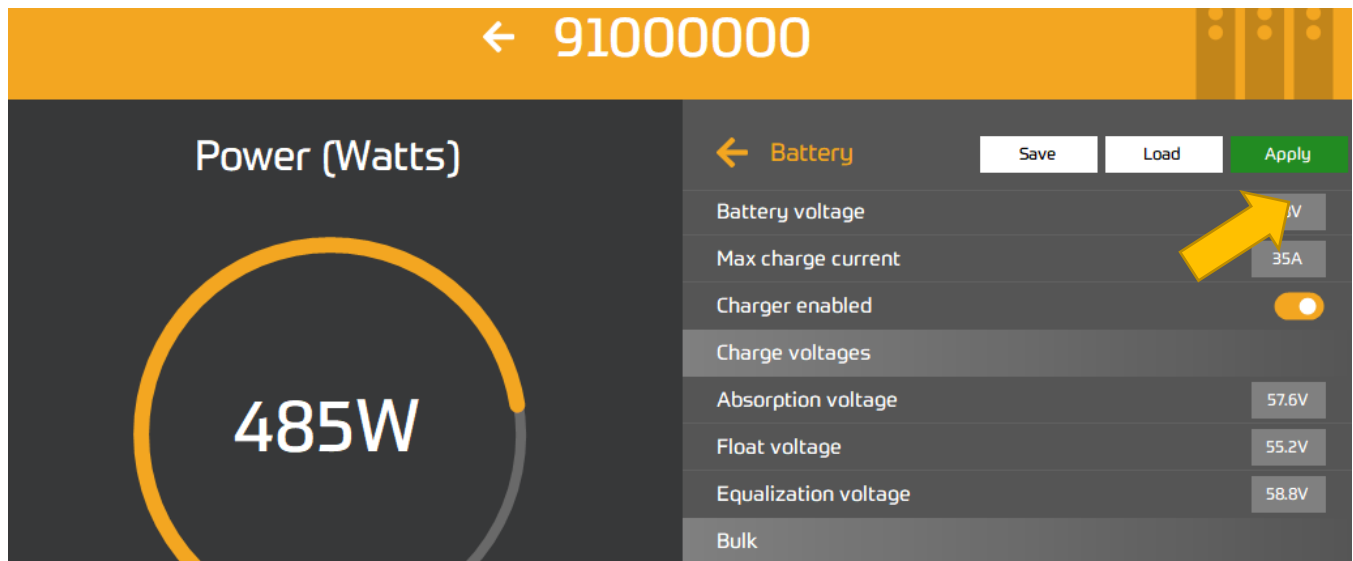 91000000
Power (Watts)
485W
Battery
Save
Load
Apply
Battery voltage
Max charge current
35A
Charger enabled
Charge voltages
Absorption voltage
57.6V
Float voltage
55.2V
Equalization voltage
58.8V
Bulk